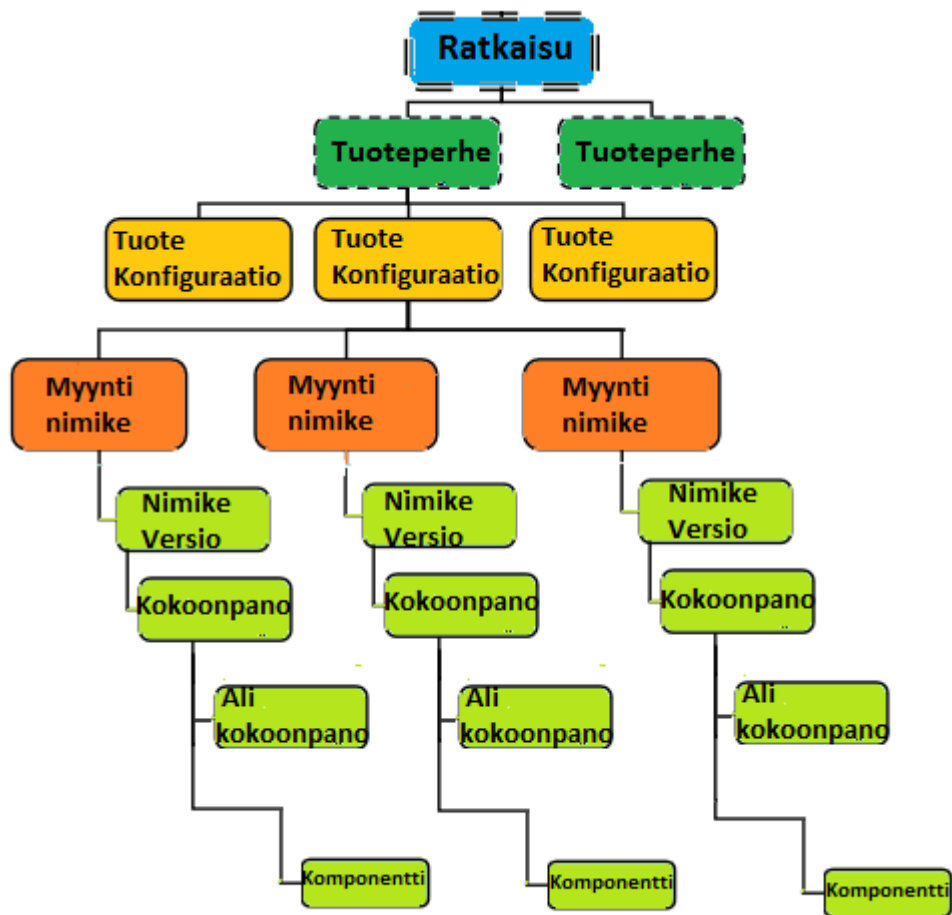 Ratkaisu
Tuoteperhe
Tuoteperhe
Tuote
Konfiguraatio
Tuote
Konfiguraatio
Tuote
Konfiguraatio
Myynti
nimike
Myynti
nimike
Myynti
nimike
Nimike
Versio
Nimike
Versio
Nimike
Versio
Kokoonpano
Kokoonpano
Kokoonpano
Ali
kokoonpano
Ali
kokoonpano
Ali
kokoonpano
Komponentti
Komponentti
Komponentti